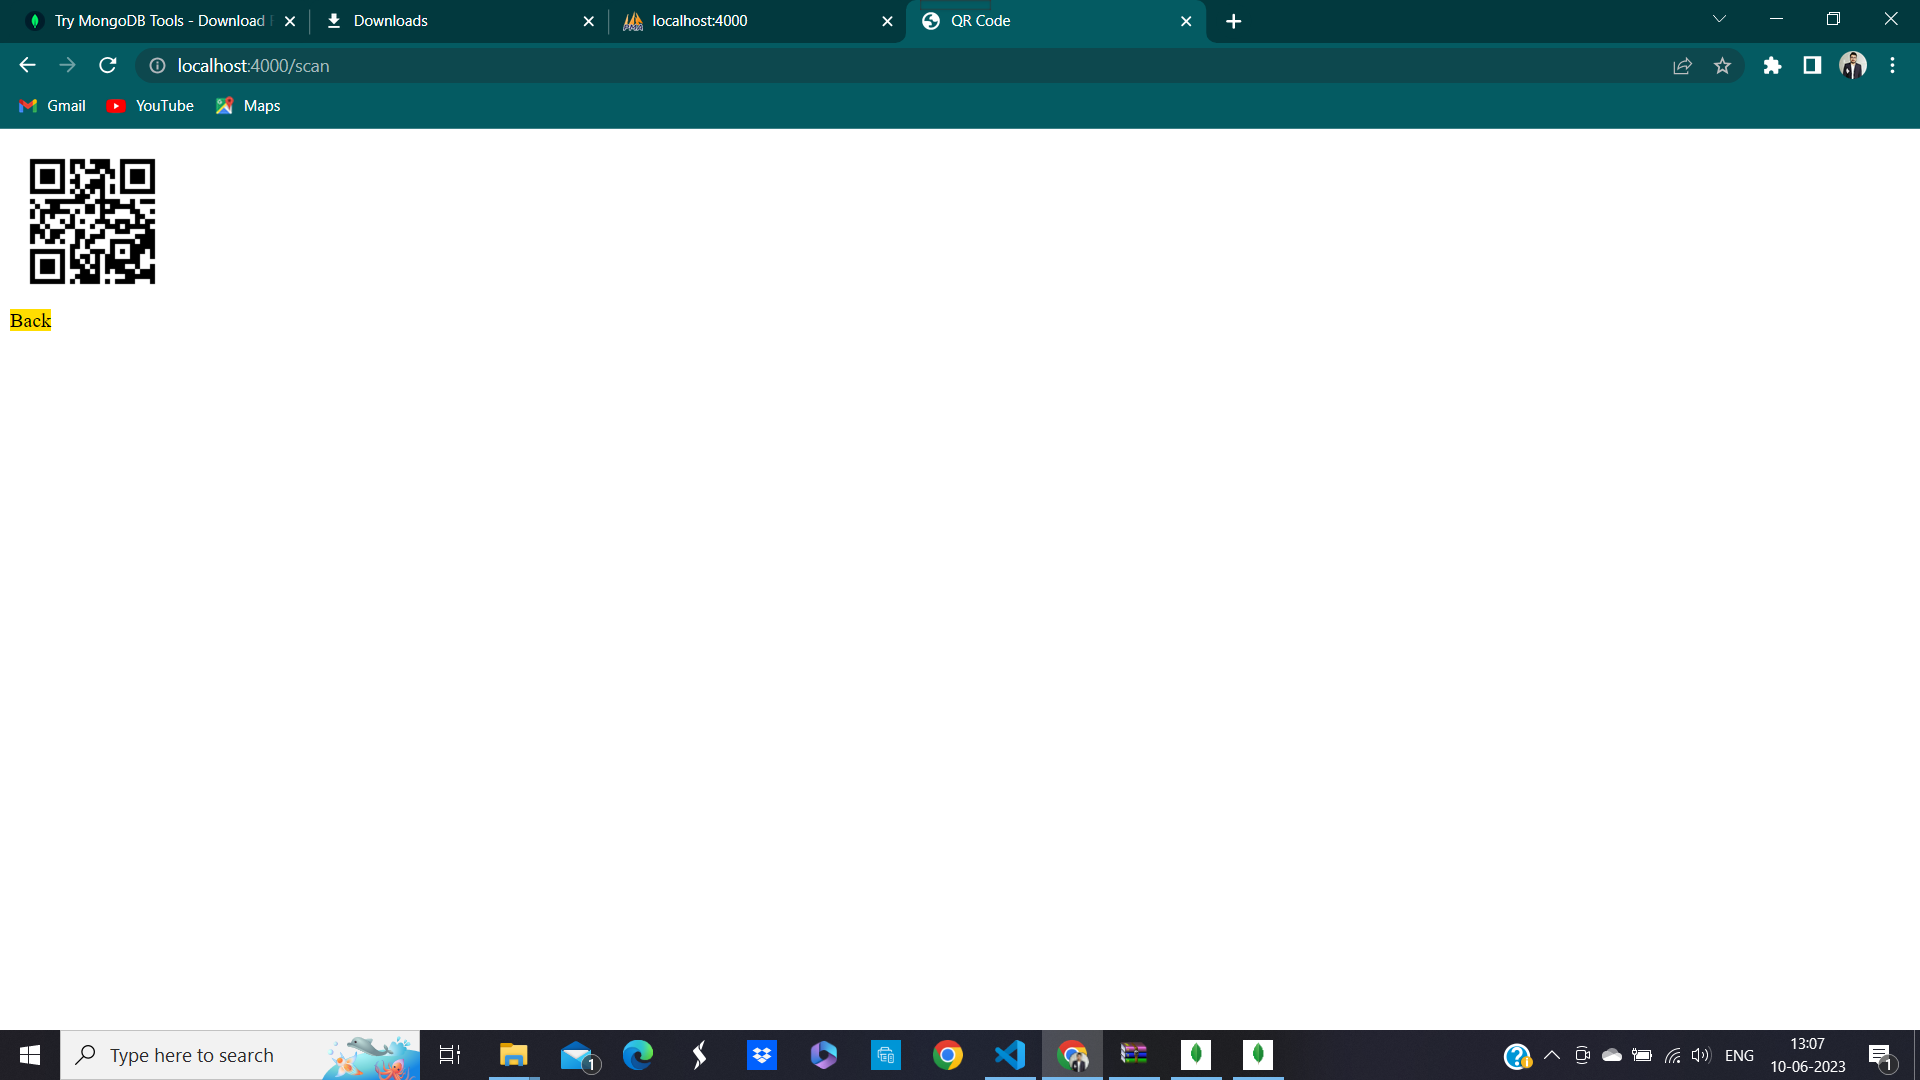 Try MongoDB Tools - Download F
Downloads
localhost:4000
QR Code
localhost:4000/scan
Gmail
YouTube
Maps
Back
Type here to search
1
ENG
13:07
10-06-2023
1